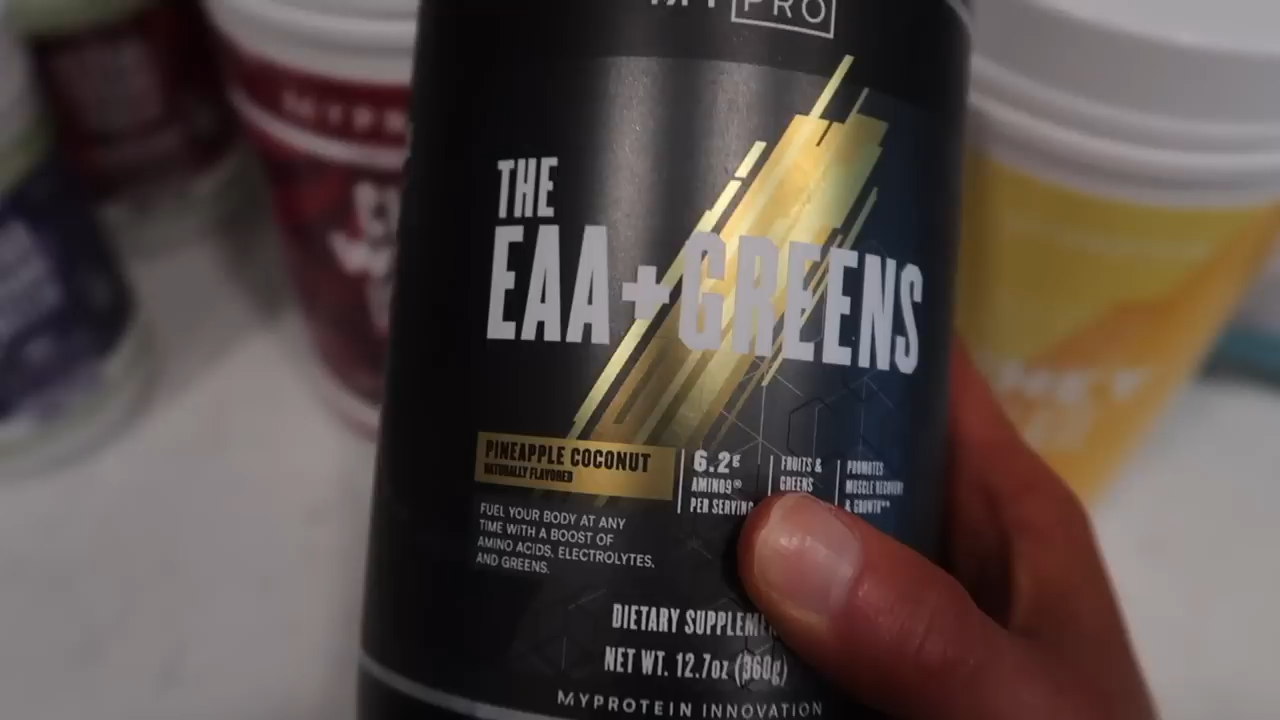 PRO
THE
EAA+GREENS
PINEAPPLE COCONUT
NATURALLY FLAVORED
6.2g
AMINO9®
PER SERVING
FRUITS &
GREENS
PROMOTES
MUSCLE RECOVERY
& GROWTH**
FUEL YOUR BODY AT ANY
TIME WITH A BOOST OF
AMINO ACIDS, ELECTROLYTES,
AND GREENS.
DIETARY SUPPLEME
NET WT. 12.7oz (360g)
MYPROTEIN INNOVATION